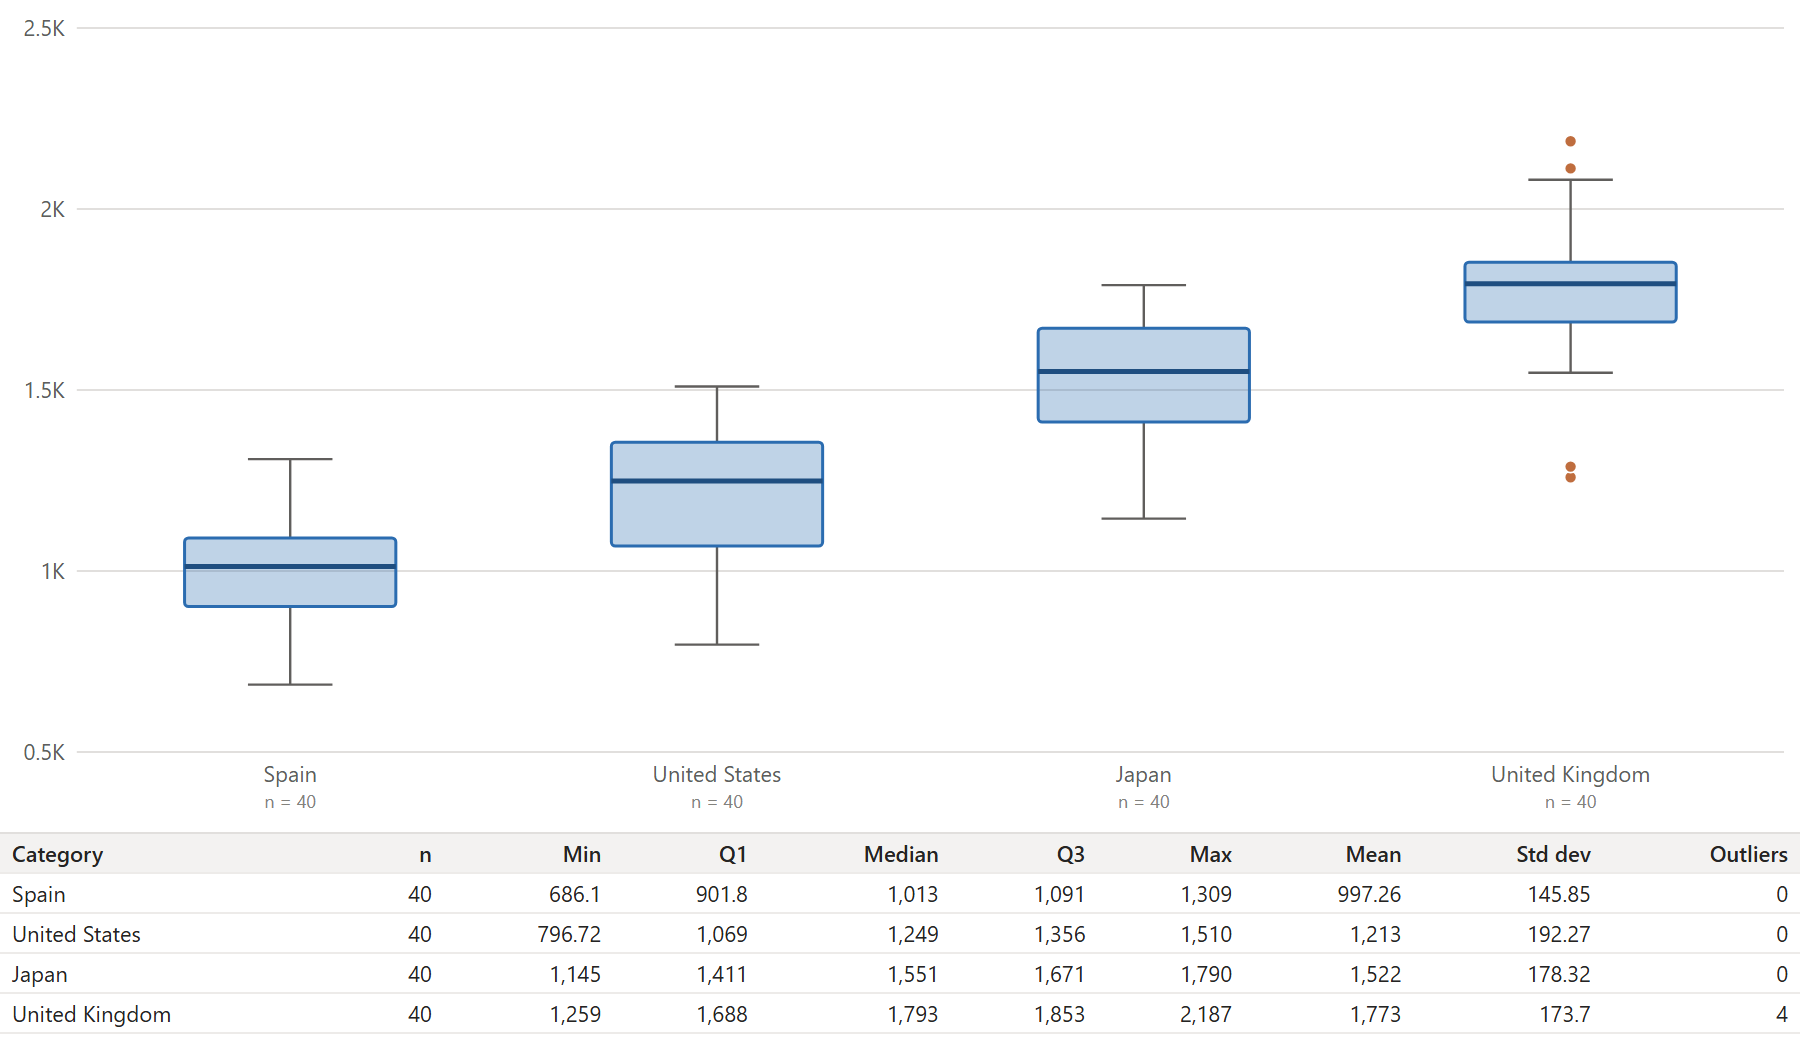 2.5K
2K
1.5K
1K
0.5K
Spain United States Japan United Kingdom
n = 40 n = 40 n = 40 n = 40
Category n Min Q1 Median Q3 Max Mean Std dev Outliers
Spain 40 686.1 901.8 1,013 1,091 1,309 997.26 145.85 0
United States 40 796.72 1,069 1,249 1,356 1,510 1,213 192.27 0
Japan 40 1,145 1,411 1,551 1,671 1,790 1,522 178.32 0
United Kingdom 40 1,259 1,688 1,793 1,853 2,187 1,773 173.7 4